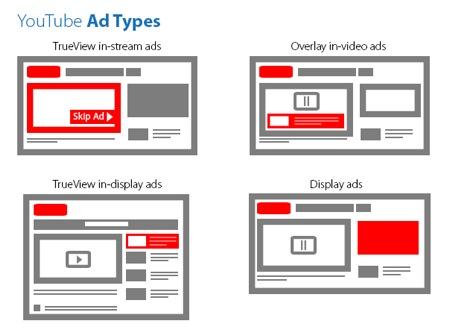 YouTube Ad Types
TrueView in-stream ads
Overlay in-video ads
Skip Ad
TrueView in-display ads
Display ads